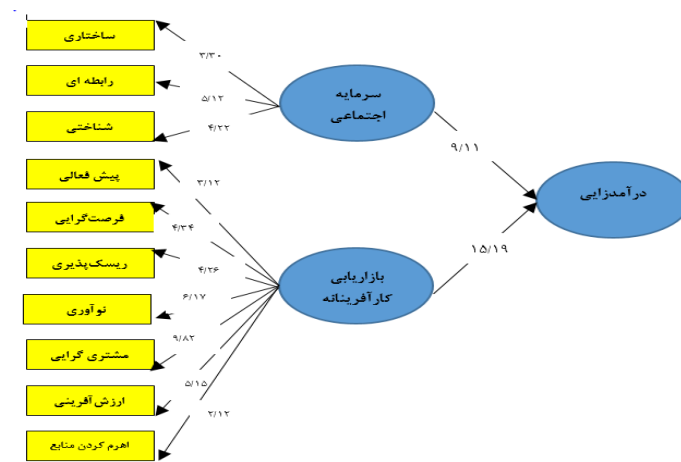 ساختاری
۳/۳۰
رابطه ای
۵/۱۲
شناختی
۴/۲۲
سرمایه
اجتماعی
۹/۱۱
درآمدزایی
پیش فعالی
۳/۱۲
فرصت‌گرایی
۴/۳۴
ریسک‌پذیری
۴/۲۶
نوآوری
۶/۱۷
مشتری گرایی
۹/۸۲
ارزش‌آفرینی
۵/۱۵
اهرم کردن منابع
۲/۱۲
بازاریابی
کارآفرینانه
۱۵/۱۹